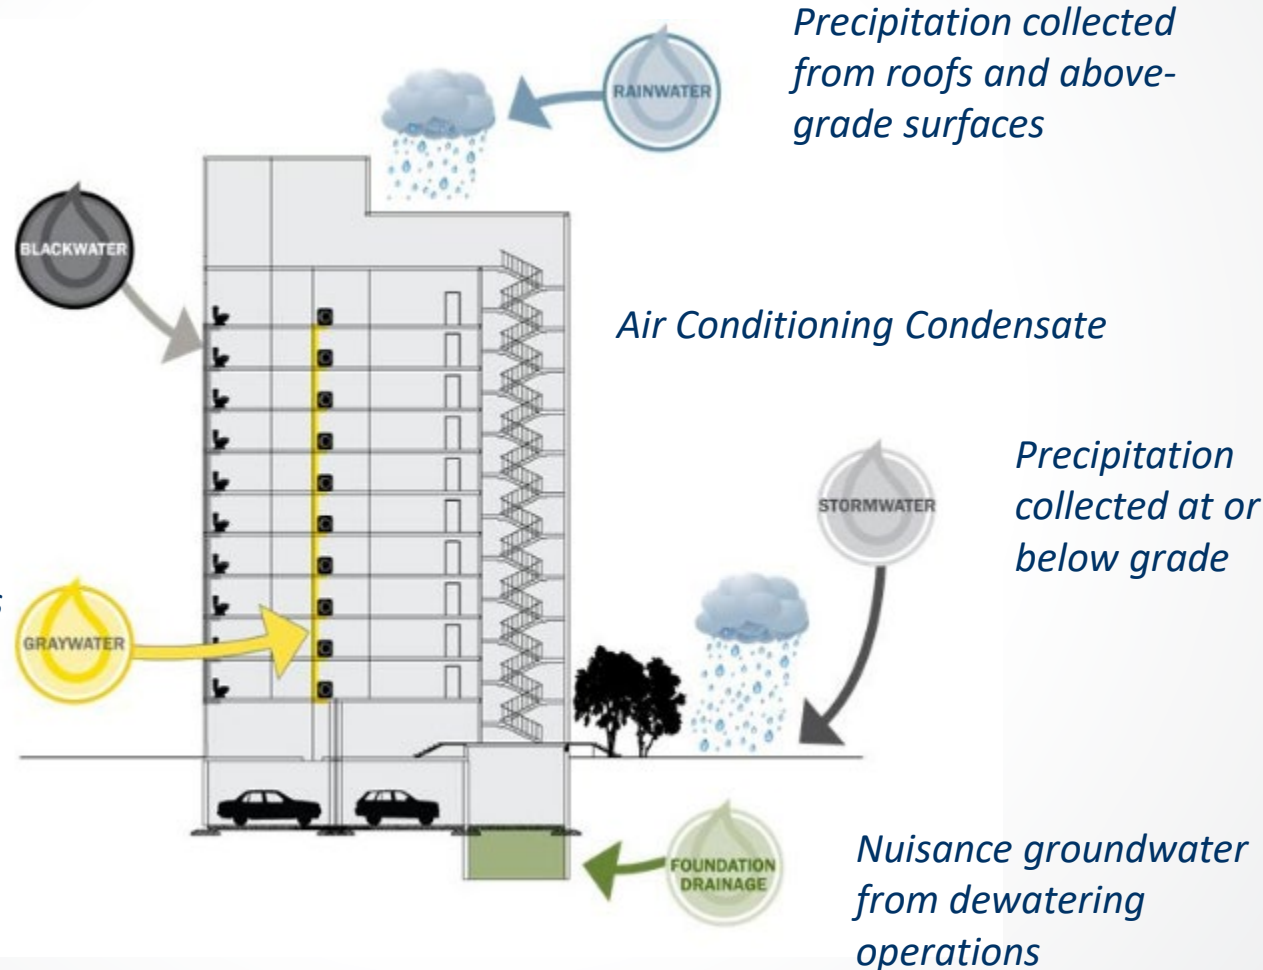 Precipitation collected
from roofs and above-
grade surfaces
RAINWATER
BLACKWATER
Air Conditioning Condensate
Precipitation
collected at or
below grade
STORMWATER
GRAYWATER
FOUNDATION
DRAINAGE
Nuisance groundwater
from dewatering
operations